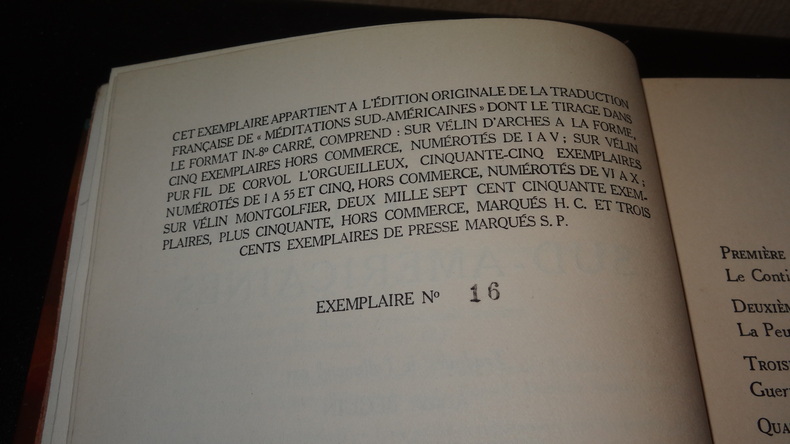 CET EXEMPLAIRE APPARTIENT A L'ÉDITION ORIGINALE DE LA TRADUCTION
FRANÇAISE DE « MÉDITATIONS SUD-AMÉRICAINES » DONT LE TIRAGE DANS
LE FORMAT IN-8º CARRÉ, COMPREND : SUR VÉLIN D'ARCHES A LA FORME,
CINQ EXEMPLAIRES HORS COMMERCE, NUMÉROTÉS DE I A V ; SUR VÉLIN
PUR FIL DE CORVOL L'ORGUEILLEUX, CINQUANTE-CINQ EXEMPLAIRES
NUMÉROTÉS DE 1 A 55 ET CINQ, HORS COMMERCE, NUMÉROTÉS DE VI A X ;
SUR VÉLIN MONTGOLFIER, DEUX MILLE SEPT CENT CINQUANTE EXEM-
PLAIRES, PLUS CINQUANTE, HORS COMMERCE, MARQUÉS H. C. ET TROIS
CENTS EXEMPLAIRES DE PRESSE MARQUÉS S. P.
EXEMPLAIRE Nº 16
PREMIÈRE
Le Conti
DEUXIÈM
La Peu
TROIS
Guer
QUA